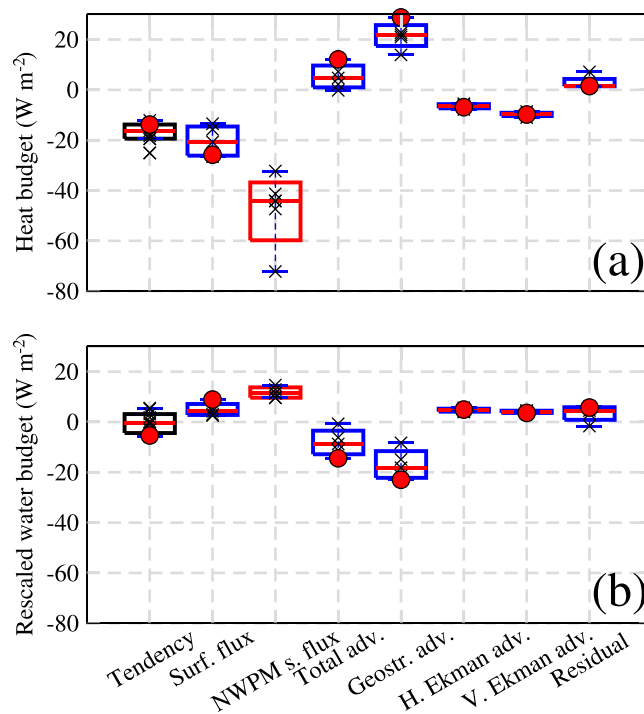 20
0
-20
-40
-60
-80
Heat budget (W m-2)
(a)
20
0
-20
-40
-60
-80
Rescaled water budget (W m-2)
(b)
Tendency
Surf. flux
NWPM s. flux
Total adv.
Geostr. adv.
H. Ekman adv.
V. Ekman adv.
Residual